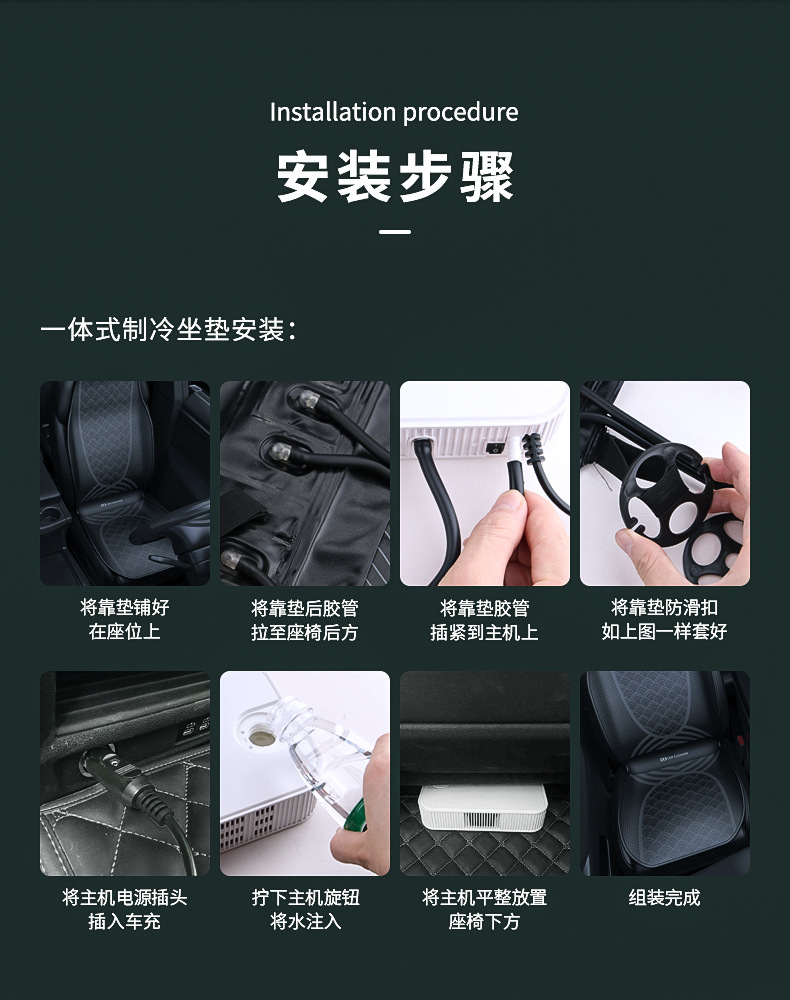 Installation procedure
安装步骤
一体式制冷坐垫安装：
将靠垫铺好
在座位上
将靠垫后胶管
拉至座椅后方
将靠垫胶管
插紧到主机上
将靠垫防滑扣
如上图一样套好
将主机电源插头
插入车充
拧下主机旋钮
将水注入
将主机平整放置
座椅下方
组装完成